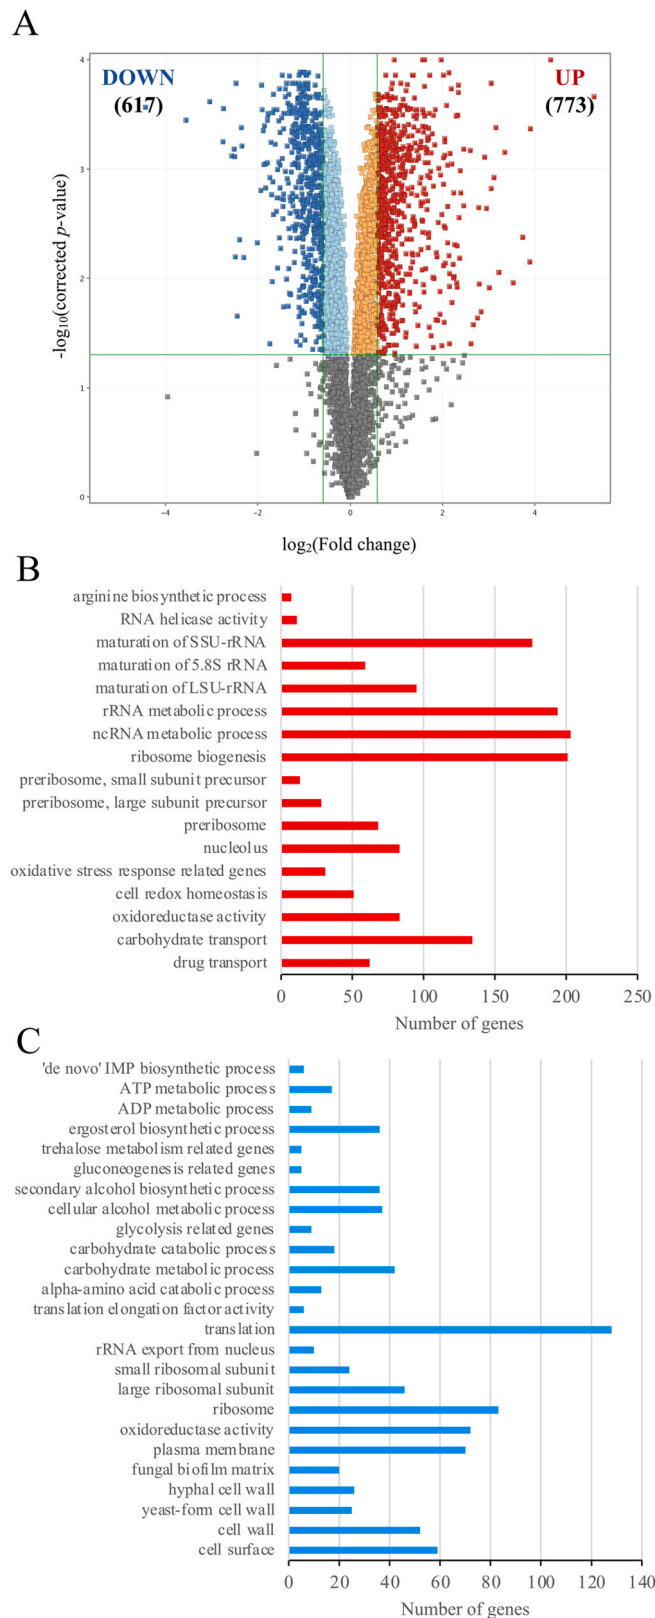 A
DOWN
(617)
UP
(773)
4
3
2
1
0
-log₁₀(corrected p-value)
−4
−2
0
2
4
log₂(Fold change)
B
arginine biosynthetic process
RNA helicase activity
maturation of SSU-rRNA
maturation of 5.8S rRNA
maturation of LSU-rRNA
rRNA metabolic process
ncRNA metabolic process
ribosome biogenesis
preribosome, small subunit precursor
preribosome, large subunit precursor
preribosome
nucleolus
oxidative stress response related genes
cell redox homeostasis
oxidoreductase activity
carbohydrate transport
drug transport
0 50 100 150 200 250
Number of genes
C
'de novo' IMP biosynthetic process
ATP metabolic process
ADP metabolic process
ergosterol biosynthetic process
trehalose metabolism related genes
gluconeogenesis related genes
secondary alcohol biosynthetic process
cellular alcohol metabolic process
glycolysis related genes
carbohydrate catabolic process
carbohydrate metabolic process
alpha-amino acid catabolic process
translation elongation factor activity
translation
rRNA export from nucleus
small ribosomal subunit
large ribosomal subunit
ribosome
oxidoreductase activity
plasma membrane
fungal biofilm matrix
hyphal cell wall
yeast-form cell wall
cell wall
cell surface
0 20 40 60 80 100 120 140
Number of genes